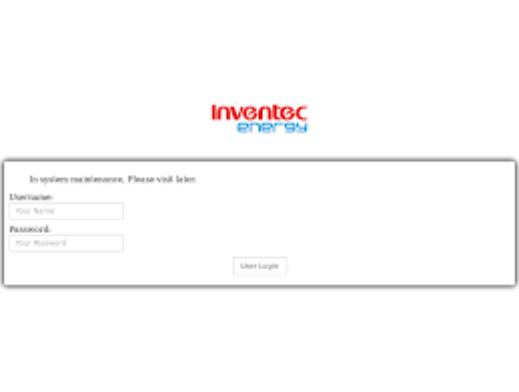 Inventec
energy
In system maintenance, Please visit later.
Username:
Your Name
Password:
Your Password
User Login